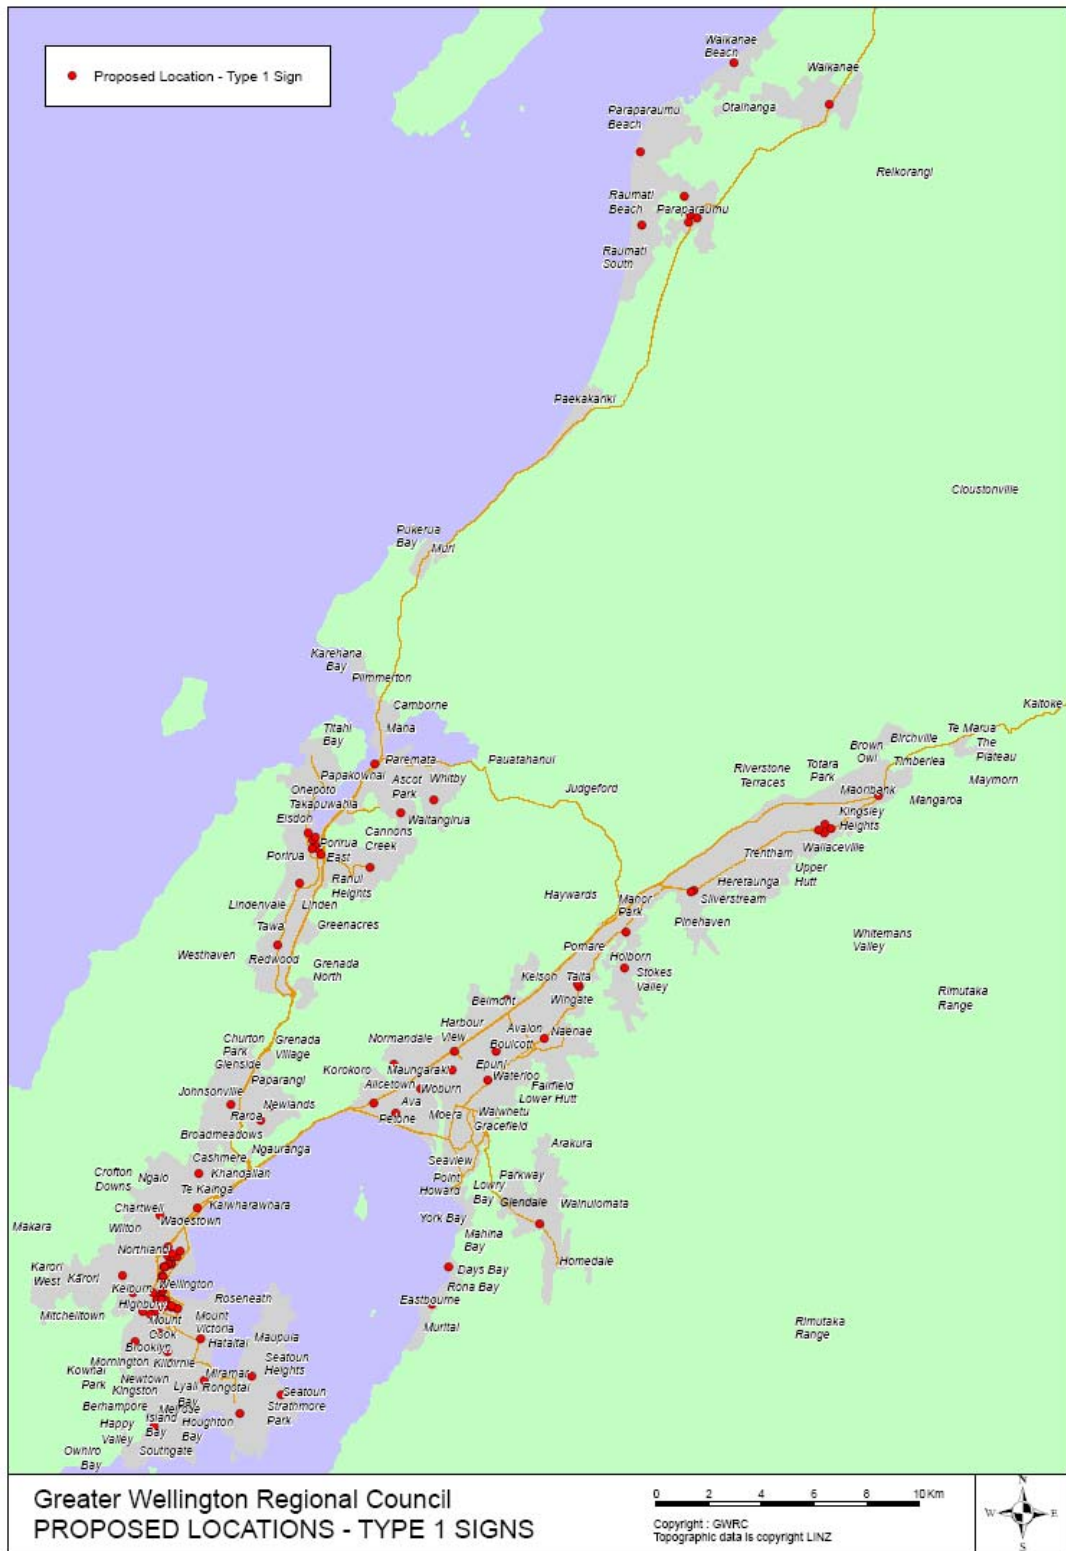 Proposed Location - Type 1 Sign
Waikanae
Beach
Waikanae
Otaihanga
Paraparaumu
Beach
Reikorangi
Raumati
Beach
Paraparaumu
Raumati
South
Paekakariki
Cloustonville
Pukerua
Bay
Muri
Karehana
Bay
Plimmerton
Camborne
Mana
Kaitoke
Titahi
Bay
Te Marua
The
Plateau
Birchville
Brown
Owl
Timberlea
Totara
Park
Riverstone
Terraces
Maymorn
Paremata
Pauatahanui
Papakowhai
Ascot
Park
Whitby
Onepoto
Takapuwahia
Judgeford
Maoribank
Mangaroa
Waitangirua
Elsdon
Kingsley
Heights
Cannons
Creek
Porirua
East
Porirua
Wallaceville
Trentham
Upper
Hutt
Ranui
Heights
Heretaunga
Silverstream
Haywards
Manor
Park
Lindenvale
Linden
Pinehaven
Greenacres
Tawa
Whitemans
Valley
Westhaven
Redwood
Pomare
Holborn
Grenada
North
Kelson
Taita
Stokes
Valley
Wingate
Belmont
Rimutaka
Range
Harbour
View
Avalon
Naenae
Normandale
Boulcott
Churton
Park
Grenada
Village
Glenside
Epuni
Korokoro
Maungaraki
Waterloo
Paparangi
Alicetown
Woburn
Fairfield
Lower Hutt
Johnsonville
Newlands
Ava
Raroa
Petone
Moera
Waiwhetu
Gracefield
Broadmeadows
Ngauranga
Arakura
Cashmere
Khandallah
Seaview
Crofton
Downs
Ngaio
Point
Howard
Parkway
Te Kainga
Lowry
Bay
Glendale
Wainuiomata
Kaiwharawhara
Chartwell
Wadestown
York Bay
Makara
Wilton
Mahina
Bay
Northland
Homedale
Karori
West
Karori
Days Bay
Wellington
Kelburn
Rona Bay
Roseneath
Highbury
Eastbourne
Mitchelltown
Mount
Cook
Mount
Victoria
Muritai
Rimutaka
Range
Maupuia
Hataitai
Brooklyn
Mornington
Kilbirnie
Seatoun
Heights
Kowhai
Park
Miramar
Newtown
Kingston
Lyall
Bay
Rongotai
Seatoun
Berhampore
Melrose
Strathmore
Park
Happy
Valley
Island
Bay
Houghton
Bay
Owhiro
Bay
Southgate
Greater Wellington Regional Council
PROPOSED LOCATIONS - TYPE 1 SIGNS
0 2 4 6 8 10 Km
Copyright : GWRC
Topographic data is copyright LINZ
N
W E
S